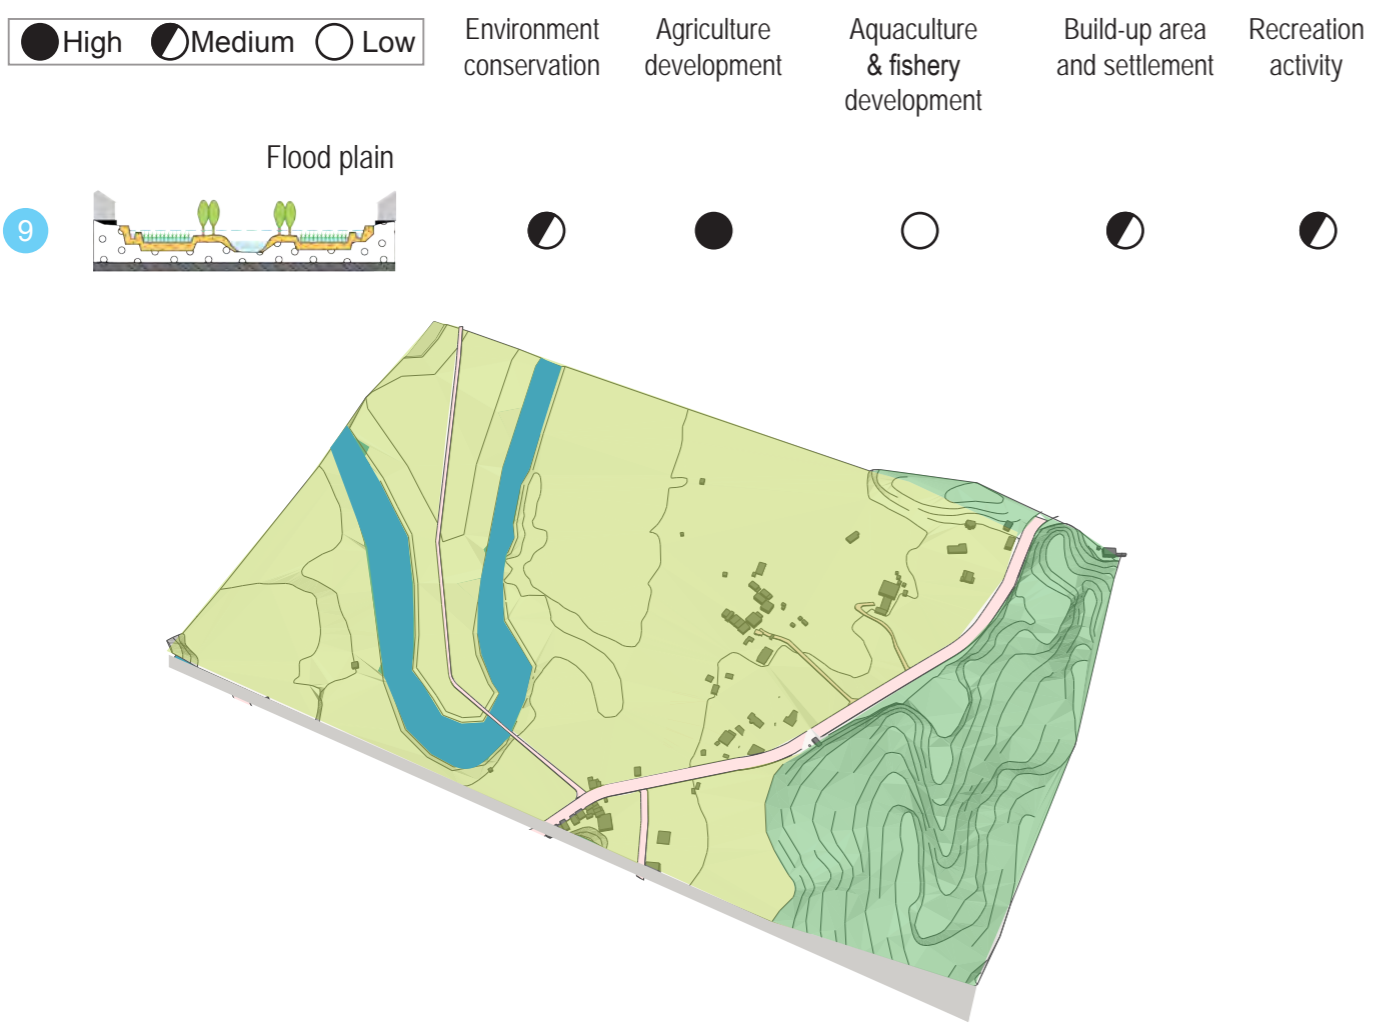 High Medium Low
Environment
conservation
Agriculture
development
Aquaculture
& fishery
development
Build-up area
and settlement
Recreation
activity
Flood plain
9